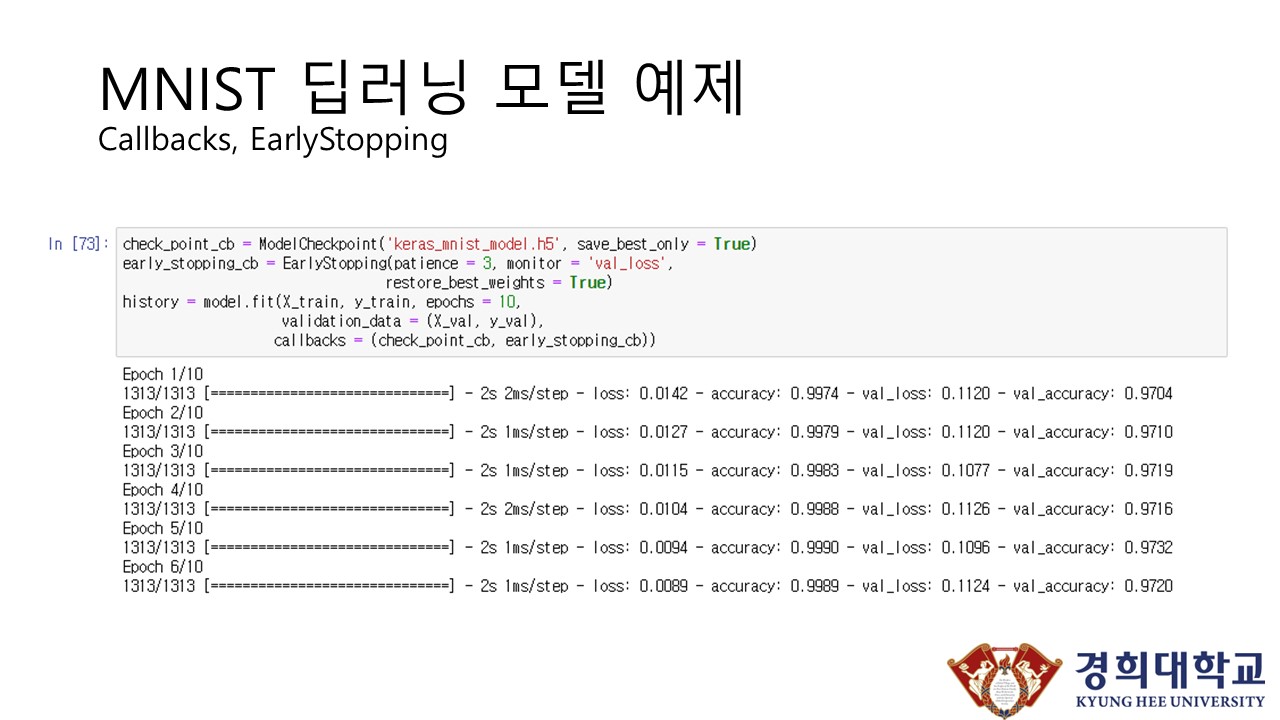 MNIST 딥러닝 모델 예제
Callbacks, EarlyStopping
In [73]:
check_point_cb = ModelCheckpoint('keras_mnist_model.h5', save_best_only = True)
early_stopping_cb = EarlyStopping(patience = 3, monitor = 'val_loss',
restore_best_weights = True)
history = model.fit(X_train, y_train, epochs = 10,
validation_data = (X_val, y_val),
callbacks = (check_point_cb, early_stopping_cb))
Epoch 1/10
1313/1313 [==============================] - 2s 2ms/step - loss: 0.0142 - accuracy: 0.9974 - val_loss: 0.1120 - val_accuracy: 0.9704
Epoch 2/10
1313/1313 [==============================] - 2s 1ms/step - loss: 0.0127 - accuracy: 0.9979 - val_loss: 0.1120 - val_accuracy: 0.9710
Epoch 3/10
1313/1313 [==============================] - 2s 1ms/step - loss: 0.0115 - accuracy: 0.9983 - val_loss: 0.1077 - val_accuracy: 0.9719
Epoch 4/10
1313/1313 [==============================] - 2s 2ms/step - loss: 0.0104 - accuracy: 0.9988 - val_loss: 0.1126 - val_accuracy: 0.9716
Epoch 5/10
1313/1313 [==============================] - 2s 1ms/step - loss: 0.0094 - accuracy: 0.9990 - val_loss: 0.1096 - val_accuracy: 0.9732
Epoch 6/10
1313/1313 [==============================] - 2s 1ms/step - loss: 0.0089 - accuracy: 0.9989 - val_loss: 0.1124 - val_accuracy: 0.9720
경희대학교
KYUNG HEE UNIVERSITY